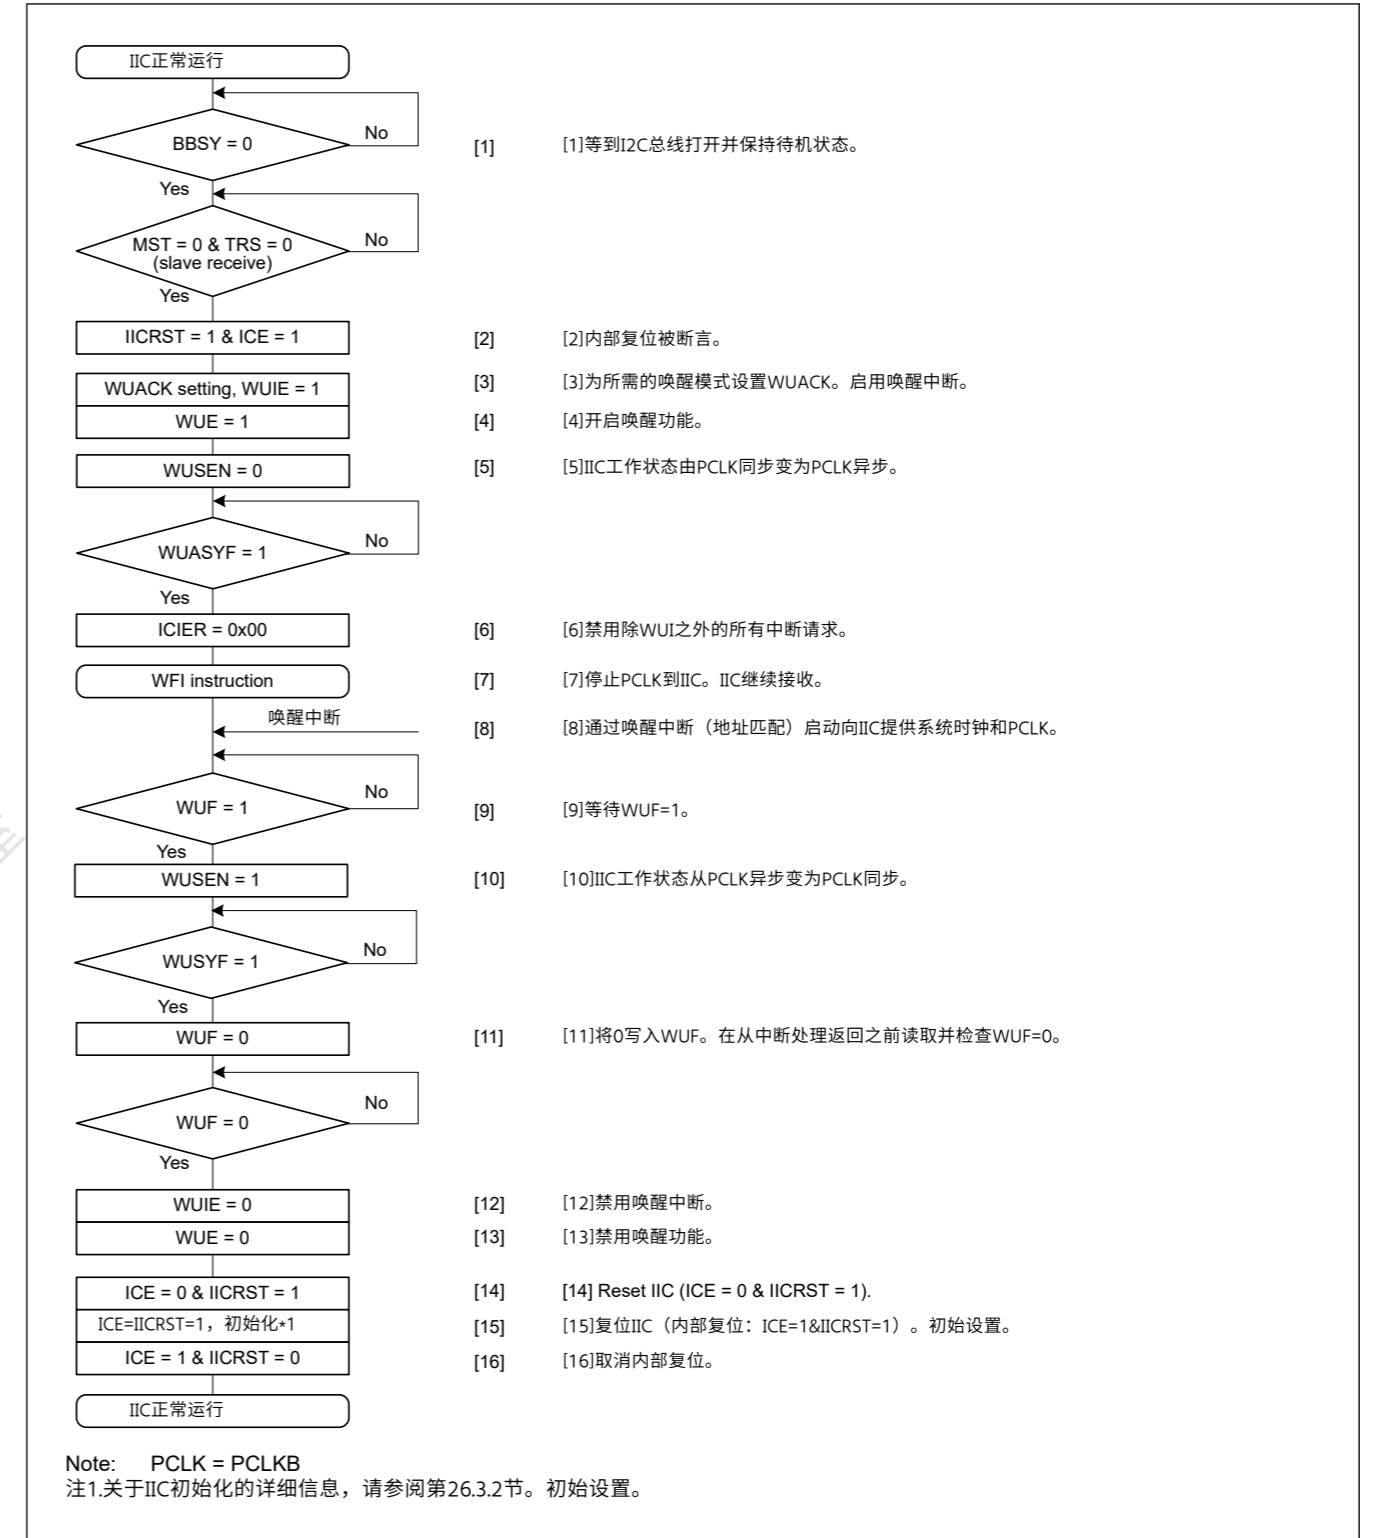 IIC正常运行
BBSY = 0
No
[1]
[1]等到I2C总线打开并保持待机状态。
Yes
MST = 0 & TRS = 0
(slave receive)
No
Yes
IICRST = 1 & ICE = 1
[2]
[2]内部复位被断言。
WUACK setting, WUIE = 1
[3]
[3]为所需的唤醒模式设置WUACK。启用唤醒中断。
WUE = 1
[4]
[4]开启唤醒功能。
WUSEN = 0
[5]
[5]IIC工作状态由PCLK同步变为PCLK异步。
WUASYF = 1
No
Yes
ICIER = 0x00
[6]
[6]禁用除WUI之外的所有中断请求。
WFI instruction
[7]
[7]停止PCLK到IIC。IIC继续接收。
唤醒中断
[8]
[8]通过唤醒中断（地址匹配）启动向IIC提供系统时钟和PCLK。
WUF = 1
No
[9]
[9]等待WUF=1。
Yes
WUSEN = 1
[10]
[10]IIC工作状态从PCLK异步变为PCLK同步。
WUSYF = 1
No
Yes
WUF = 0
[11]
[11]将0写入WUF。在从中断处理返回之前读取并检查WUF=0。
WUF = 0
No
Yes
WUIE = 0
[12]
[12]禁用唤醒中断。
WUE = 0
[13]
[13]禁用唤醒功能。
ICE = 0 & IICRST = 1
[14]
[14] Reset IIC (ICE = 0 & IICRST = 1).
ICE=IICRST=1，初始化*1
[15]
[15]复位IIC（内部复位：ICE=1&IICRST=1）。初始设置。
ICE = 1 & IICRST = 0
[16]
[16]取消内部复位。
IIC正常运行
Note: PCLK = PCLKB
注1.关于IIC初始化的详细信息，请参阅第26.3.2节。初始设置。